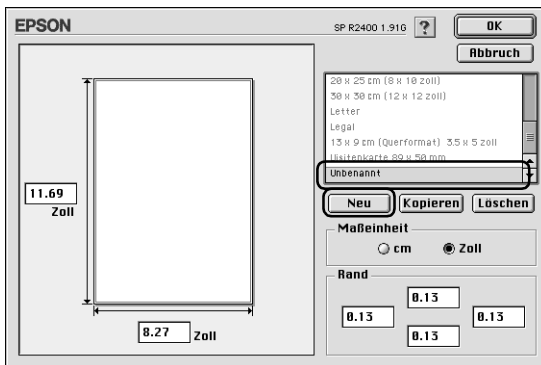 EPSON
SP R2400 1.91G ? OK
Abbruch
20 x 25 cm (8 x 10 zoll)
30 x 30 cm (12 x 12 zoll)
Letter
Legal
13 x 9 cm (Querformat) 3.5 x 5 zoll
Visitenkarte 89 x 50 mm
Unbenannt
Neu Kopieren Löschen
Maßeinheit
cm Zoll
Rand
0.13
0.13 0.13
0.13
11.69
Zoll
8.27 Zoll